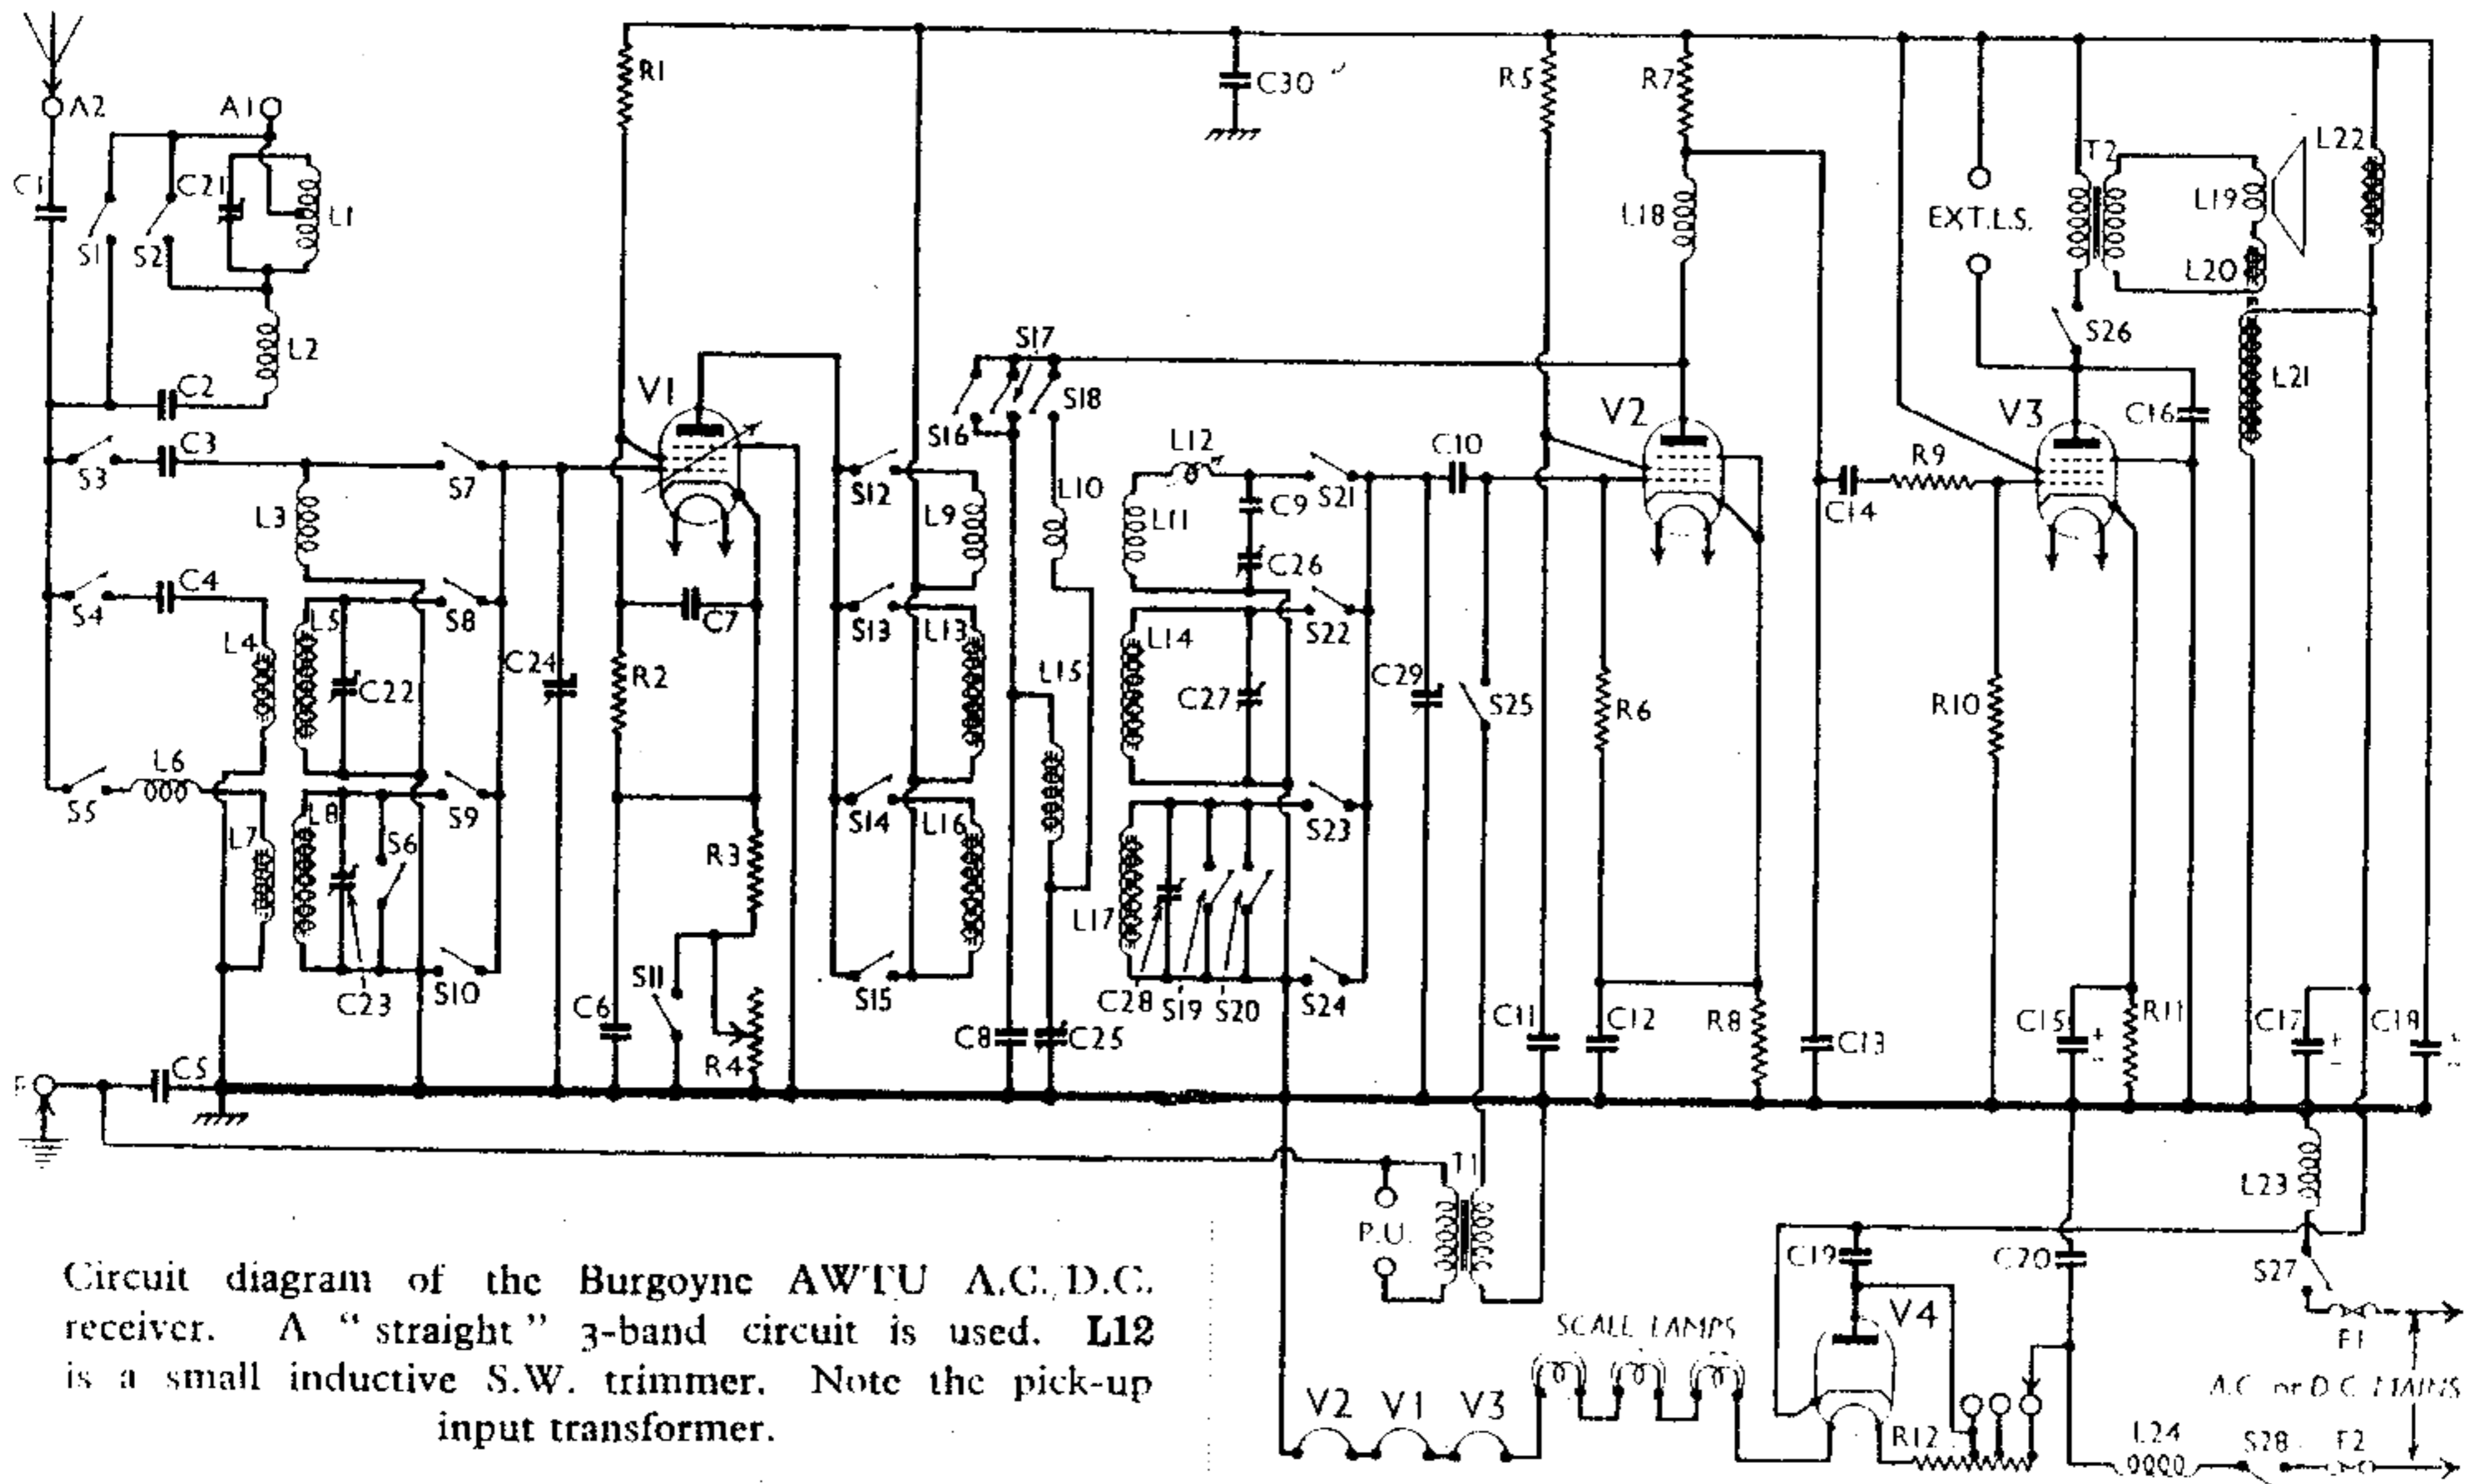 A2
A1
R1
C30
R5
R7
T2
L22
C1
C21
L1
S1
S2
L18
EXT.L.S.
L19
L20
L2
S17
S26
L21
C2
V1
S18
V2
V3
C16
S16
C3
L12
C10
R9
S3
S7
S12
L9
L10
L11
C9
S21
C14
L3
C4
C26
S4
L5
S8
C7
S13
L13
L14
S22
L4
C24
R2
L15
C29
C22
C27
S25
R6
R10
L6
S5
L8
S9
S14
L16
S23
L7
S6
R3
L17
C23
S10
S11
C6
S15
C28
S19
S20
S24
C11
C12
R8
C15
R11
C17
C18
C8
C25
C13
R4
E
C5
T1
L23
P.U.
C19
C20
S27
V4
F1
SCALE LAMPS
A.C. or D.C. MAINS
V2
V1
V3
R12
L24
S28
F2
Circuit diagram of the Burgoyne AWTU A.C./D.C.
receiver. A "straight" 3-band circuit is used. L12
is a small inductive S.W. trimmer. Note the pick-up
input transformer.